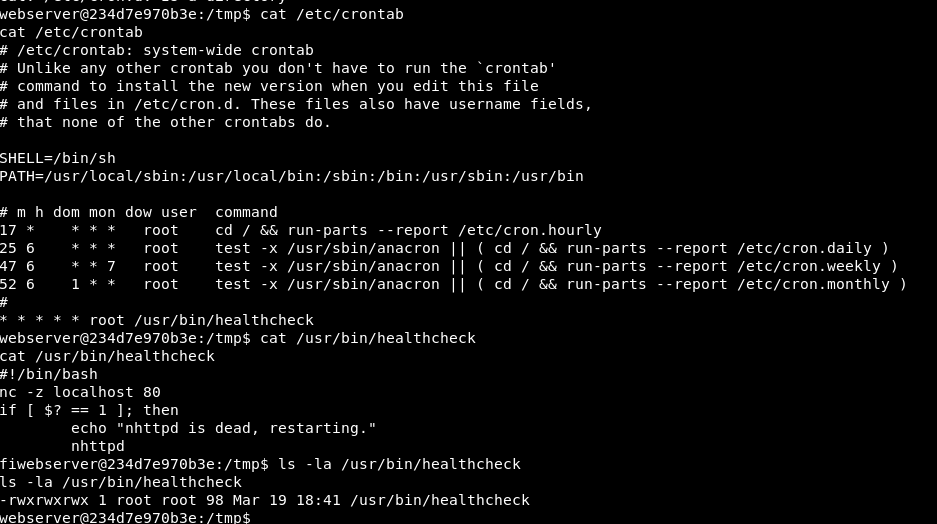 webserver@234d7e970b3e:/tmp$ cat /etc/crontab
cat /etc/crontab
# /etc/crontab: system-wide crontab
# Unlike any other crontab you don't have to run the `crontab'
# command to install the new version when you edit this file
# and files in /etc/cron.d. These files also have username fields,
# that none of the other crontabs do.

SHELL=/bin/sh
PATH=/usr/local/sbin:/usr/local/bin:/sbin:/bin:/usr/sbin:/usr/bin

# m h dom mon dow user  command
17 *    * * *   root    cd / && run-parts --report /etc/cron.hourly
25 6    * * *   root    test -x /usr/sbin/anacron || ( cd / && run-parts --report /etc/cron.daily )
47 6    * * 7   root    test -x /usr/sbin/anacron || ( cd / && run-parts --report /etc/cron.weekly )
52 6    1 * *   root    test -x /usr/sbin/anacron || ( cd / && run-parts --report /etc/cron.monthly )
#
* * * * * root /usr/bin/healthcheck
webserver@234d7e970b3e:/tmp$ cat /usr/bin/healthcheck
cat /usr/bin/healthcheck
#!/bin/bash
nc -z localhost 80
if [ $? == 1 ]; then
        echo "nhttpd is dead, restarting."
        nhttpd
fiwebserver@234d7e970b3e:/tmp$ ls -la /usr/bin/healthcheck
ls -la /usr/bin/healthcheck
-rwxrwxrwx 1 root root 98 Mar 19 18:41 /usr/bin/healthcheck
webserver@234d7e970b3e:/tmp$